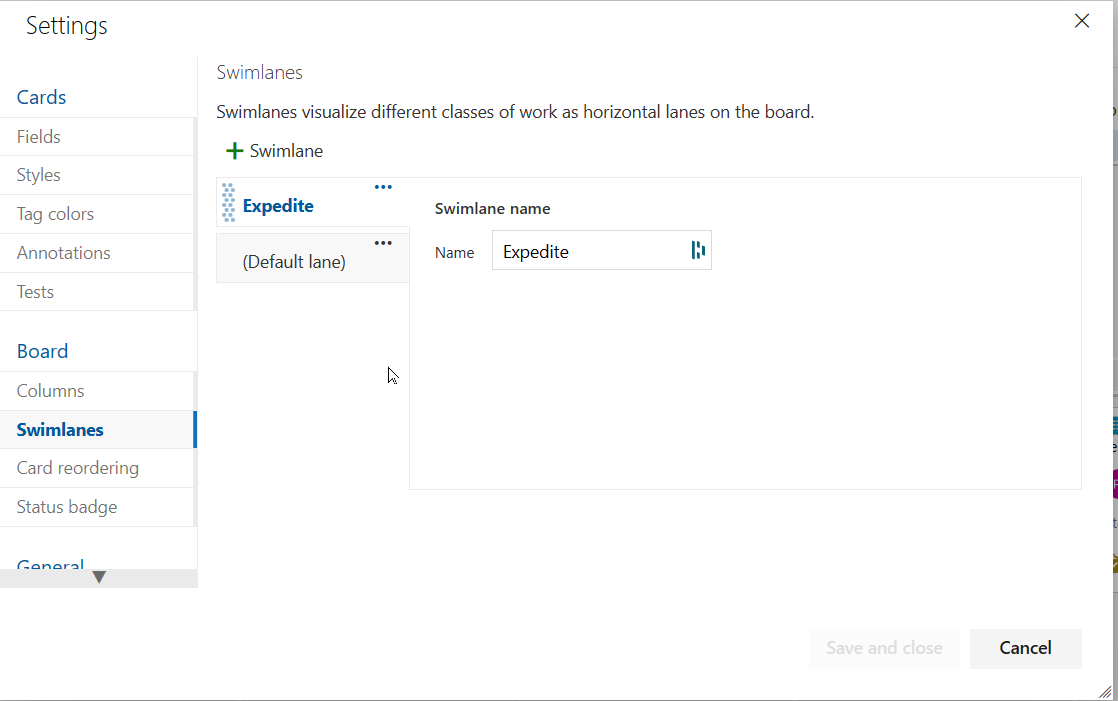 Settings
Cards
Fields
Styles
Tag colors
Annotations
Tests
Board
Columns
Swimlanes
Card reordering
Status badge
General
Swimlanes
Swimlanes visualize different classes of work as horizontal lanes on the board.
Swimlane
Expedite
(Default lane)
Swimlane name
Name Expedite
Save and close Cancel